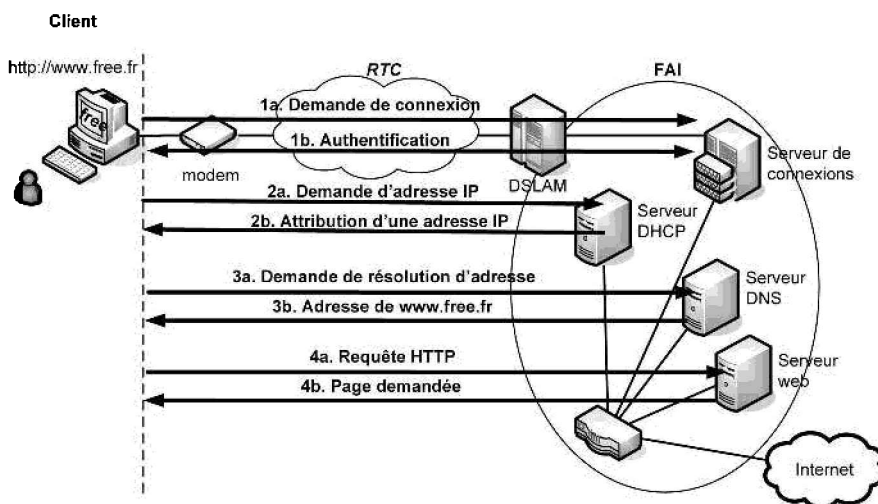 Client
http://www.free.fr
RTC
FAI
1a. Demande de connexion
free
1b. Authentification
modem
DSLAM
Serveur de
connexions
2a. Demande d'adresse IP
2b. Attribution d'une adresse IP
Serveur
DHCP
3a. Demande de résolution d'adresse
3b. Adresse de www.free.fr
Serveur
DNS
4a. Requête HTTP
4b. Page demandée
Serveur
web
Internet